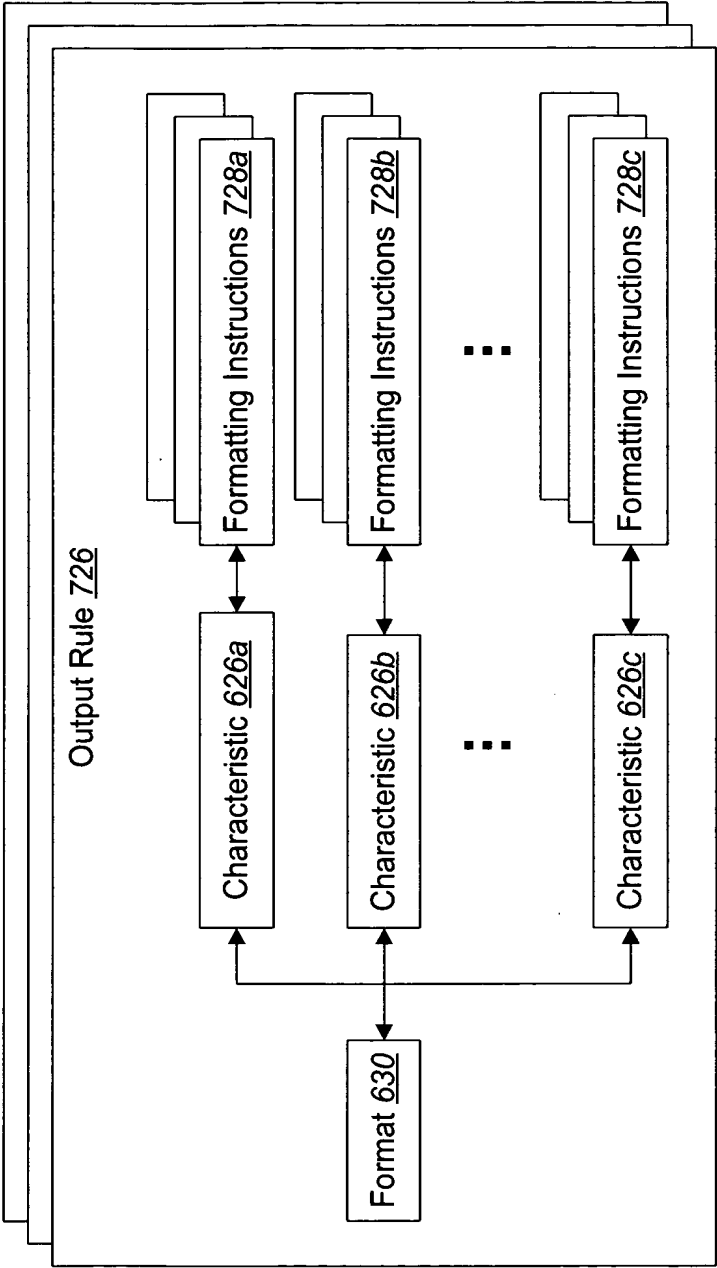 Output Rule 726
Format 630
Characteristic 626a
Formatting Instructions 728a
Characteristic 626b
Formatting Instructions 728b
Characteristic 626c
Formatting Instructions 728c